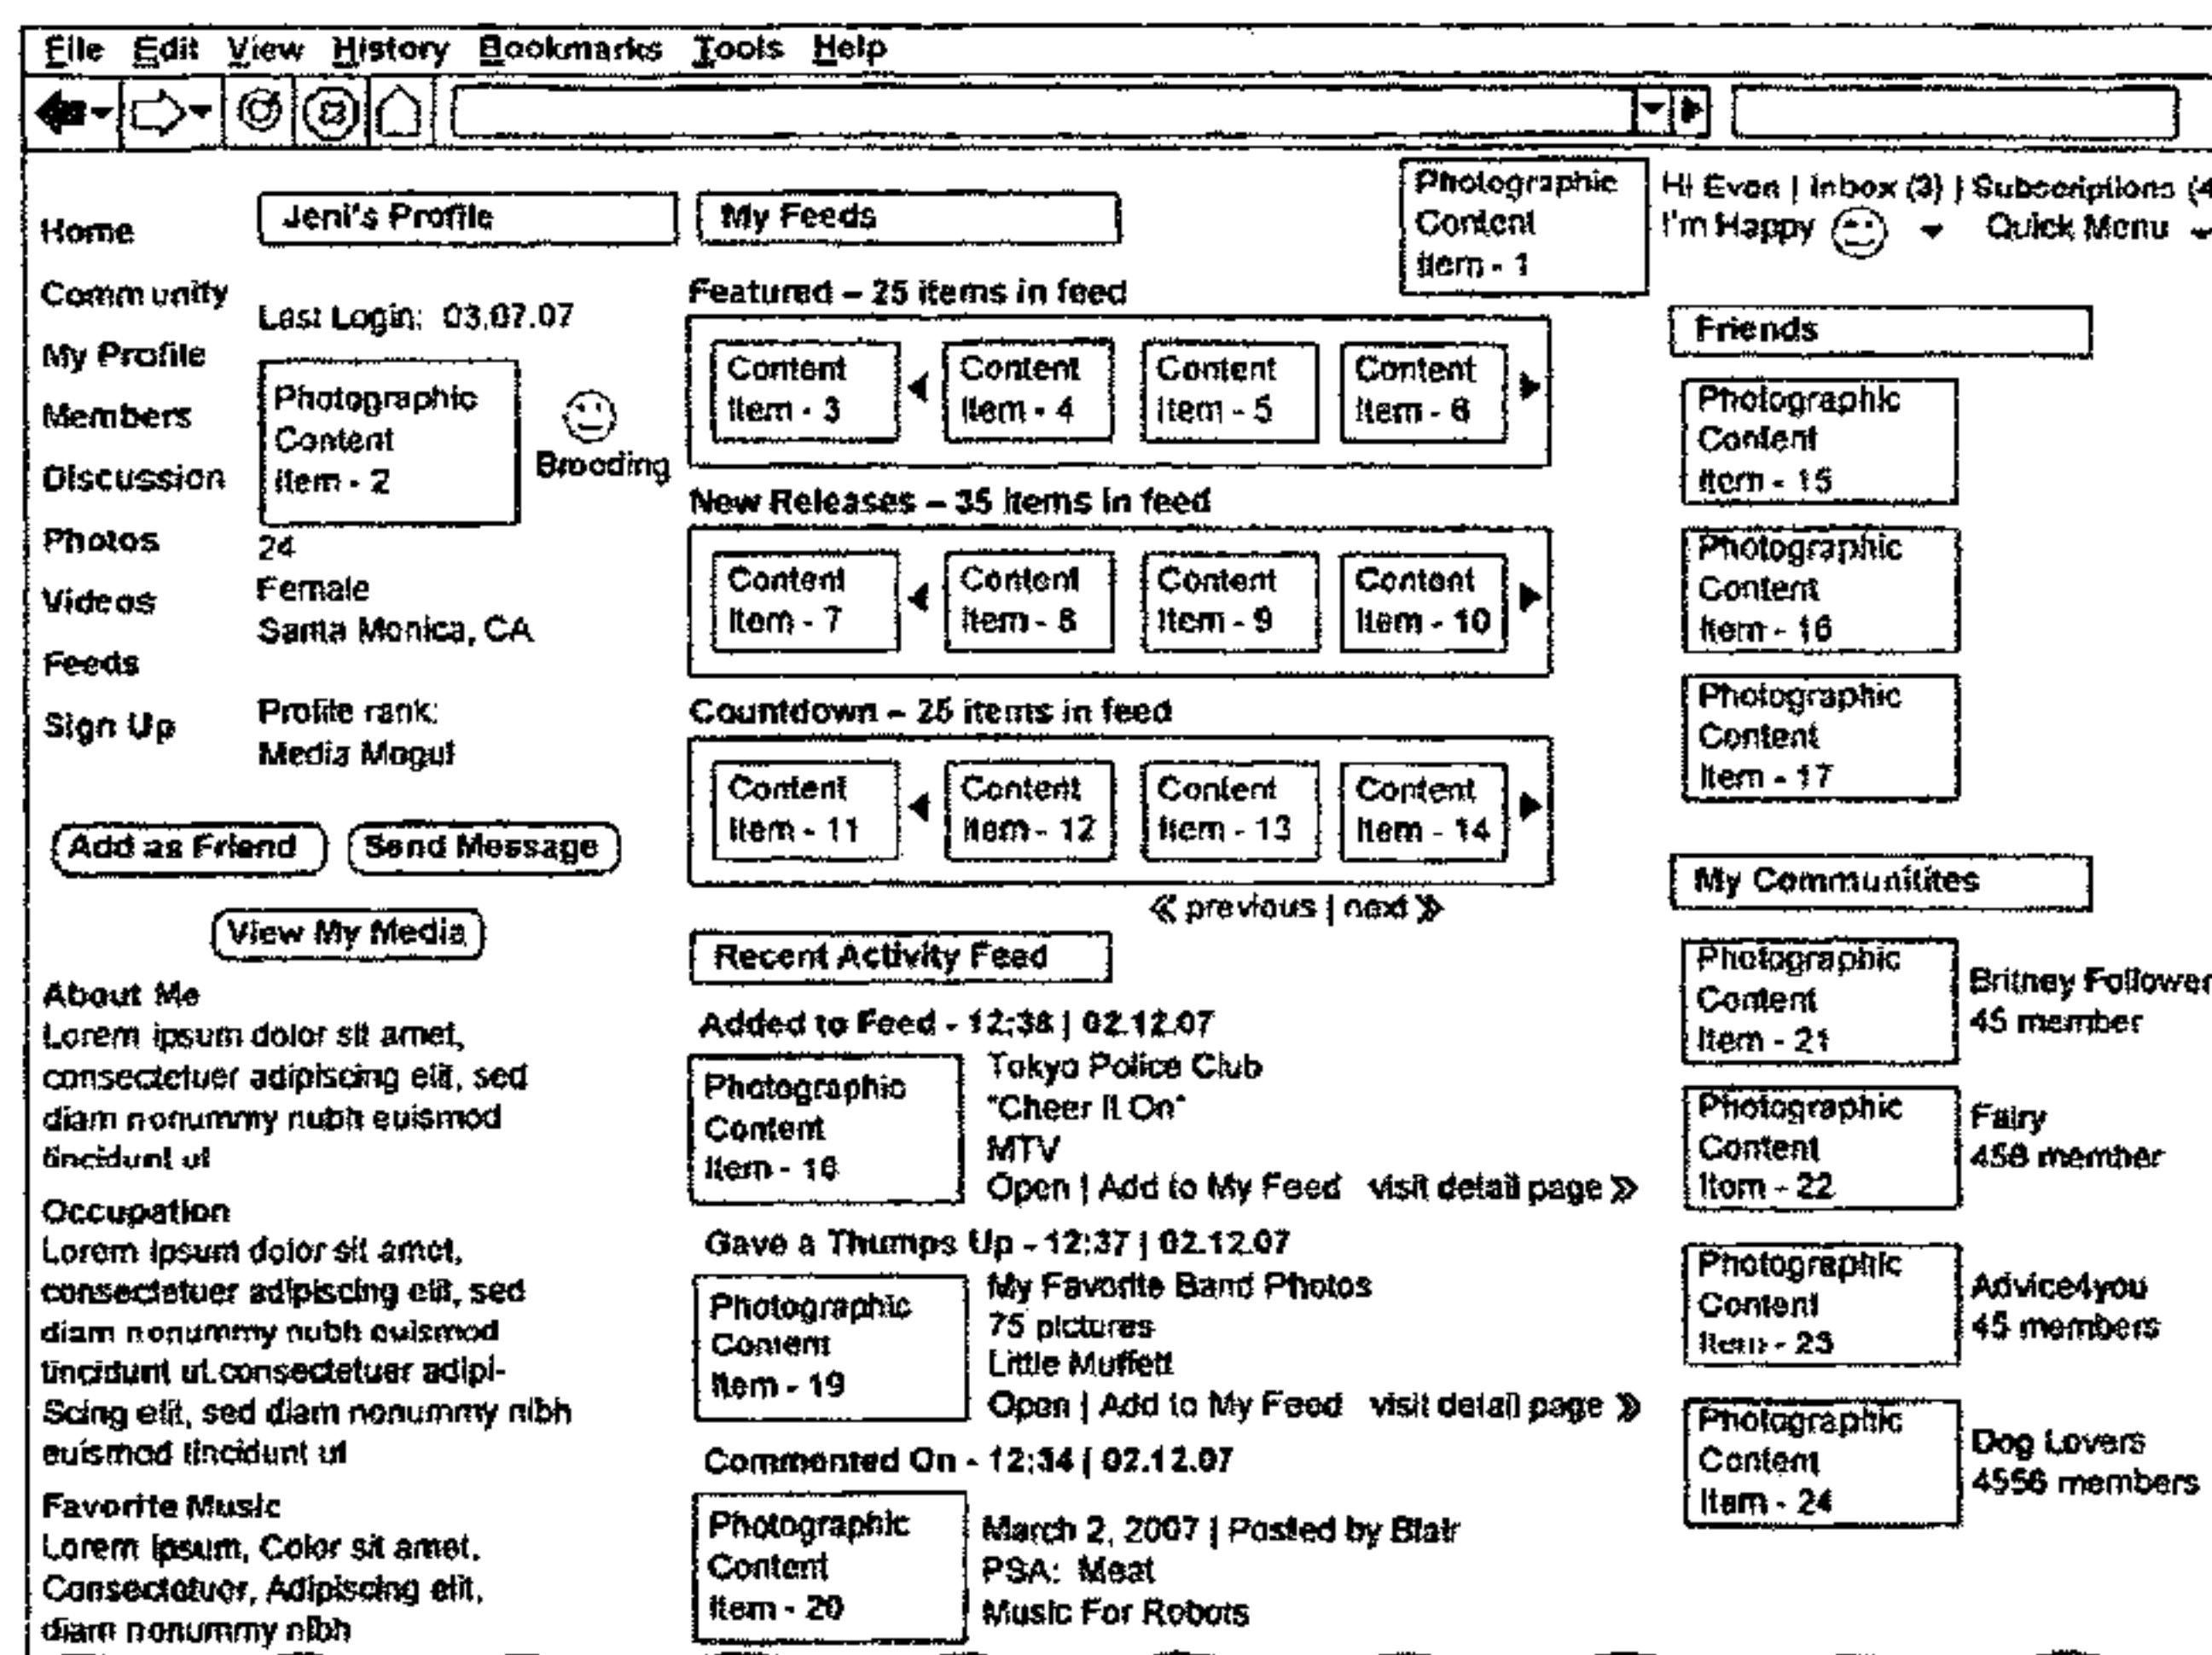 File Edit View History Bookmarks Tools Help
Photographic
Content
Item - 1
Hi Evan | Inbox (3) | Subscriptions (4
I'm Happy
Quick Menu
Home
Community
My Profile
Members
Discussion
Photos
Videos
Feeds
Sign Up
Jeni's Profile
Last Login: 03.07.07
Photographic
Content
Item - 2
Brooding
24
Female
Santa Monica, CA
Profile rank:
Media Mogul
Add as Friend
Send Message
View My Media
About Me
Lorem ipsum dolor sit amet,
consectetuer adipiscing elit, sed
diam nonummy nubh euismod
tincidunt ut
Occupation
Lorem ipsum dolor sit amet,
consectetuer adipiscing elit, sed
diam nonummy nubh euismod
tincidunt ut.consectetuer adipi-
Scing elit, sed diam nonummy nibh
euismod tincidunt ut
Favorite Music
Lorem Ipsum, Color sit amet,
Consectetuer, Adipiscing elit,
diam nonummy nibh
My Feeds
Featured – 25 items in feed
Content
Item - 3
Content
Item - 4
Content
Item - 5
Content
Item - 6
New Releases – 35 items in feed
Content
Item - 7
Content
Item - 8
Content
Item - 9
Content
Item - 10
Countdown – 25 items in feed
Content
Item - 11
Content
Item - 12
Content
Item - 13
Content
Item - 14
« previous | next »
Recent Activity Feed
Added to Feed - 12:38 | 02.12.07
Photographic
Content
Item -
Tokyo Police Club
"Cheer It On"
MTV
Open | Add to My Feed visit detail page »
Gave a Thumps Up - 12:37 | 02.12.07
Photographic
Content
Item - 19
My Favorite Band Photos
75 pictures
Little Muffett
Open | Add to My Feed visit detail page »
Commented On - 12:34 | 02.12.07
Photographic
Content
Item - 20
March 2, 2007 | Posted by Blair
PSA: Meat
Music For Robots
Friends
Photographic
Content
Item - 15
Photographic
Content
Item - 16
Photographic
Content
Item - 17
My Communitites
Photographic
Content
Item - 21
Britney Follower
45 member
Photographic
Content
Item - 22
Fairy
member
Photographic
Content
Item - 23
Advice4you
45 members
Photographic
Content
Item - 24
Dog Lovers
4556 members